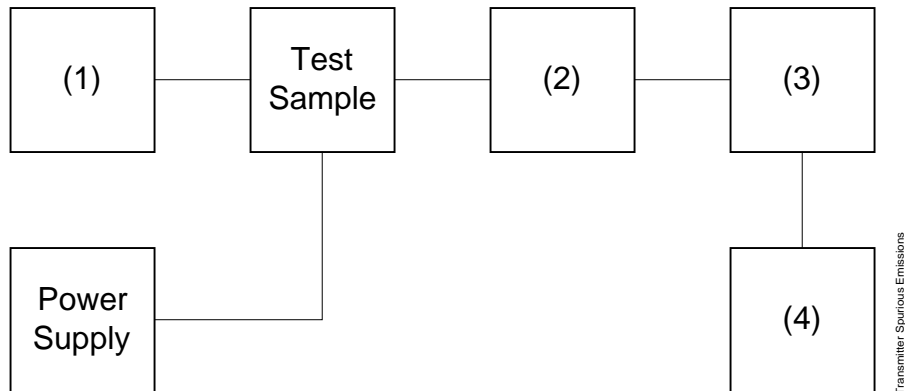 (1)
Test
Sample
(2)
(3)
Power
Supply
(4)
Transmitter Spurious Emissions